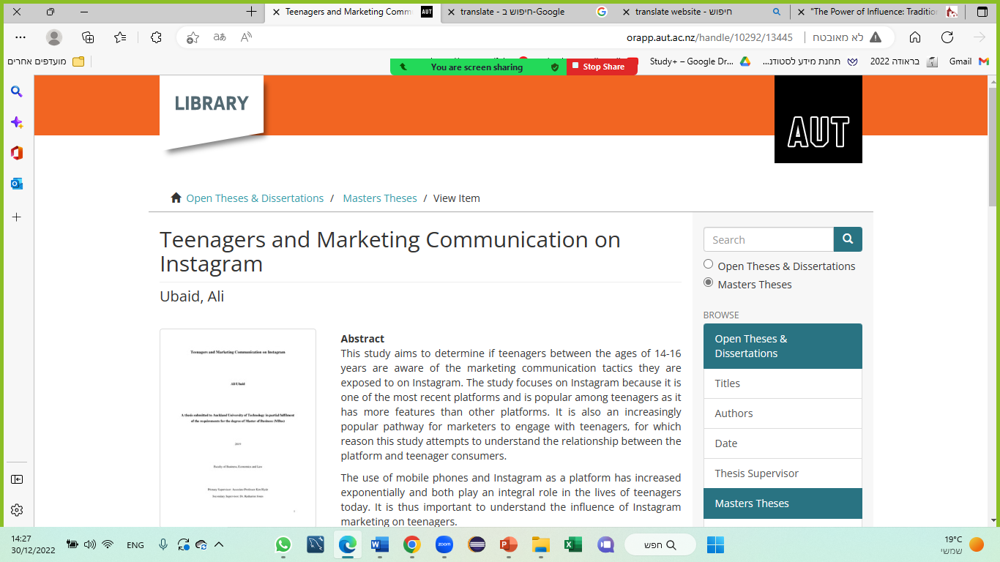 Teenagers and Marketing Comm
translate - חיפוש ב-Google
translate website - חיפוש
"The Power of Influence: Traditio
orapp.aut.ac.nz/handle/10292/13445
לא מאובטח
מועדפים אחרים
You are screen sharing
Stop Share
Study+ – Google Dr...
תחנת מידע לסטודנ...
בראודה 2022
Gmail
LIBRARY
AUT
Open Theses & Dissertations / Masters Theses / View Item
Teenagers and Marketing Communication on
Instagram
Ubaid, Ali
Search
Open Theses & Dissertations
Masters Theses
BROWSE
Open Theses &
Dissertations
Titles
Authors
Date
Thesis Supervisor
Masters Theses
Teenagers and Marketing Communication on Instagram
Ali Ubaid
A thesis submitted to Auckland University of Technology in partial fulfilment
of the requirements for the degree of Master of Business (MBus)
2019
Faculty of Business, Economics and Law
Primary Supervisor: Associate Professor Ken Hyde
Secondary Supervisor: Dr. Katharine Jones
Abstract
This study aims to determine if teenagers between the ages of 14-16
years are aware of the marketing communication tactics they are
exposed to on Instagram. The study focuses on Instagram because it is
one of the most recent platforms and is popular among teenagers as it
has more features than other platforms. It is also an increasingly
popular pathway for marketers to engage with teenagers, for which
reason this study attempts to understand the relationship between the
platform and teenager consumers.
The use of mobile phones and Instagram as a platform has increased
exponentially and both play an integral role in the lives of teenagers
today. It is thus important to understand the influence of Instagram
marketing on teenagers.
14:27
30/12/2022
ENG
zoom
חפש
19°C
שמשי